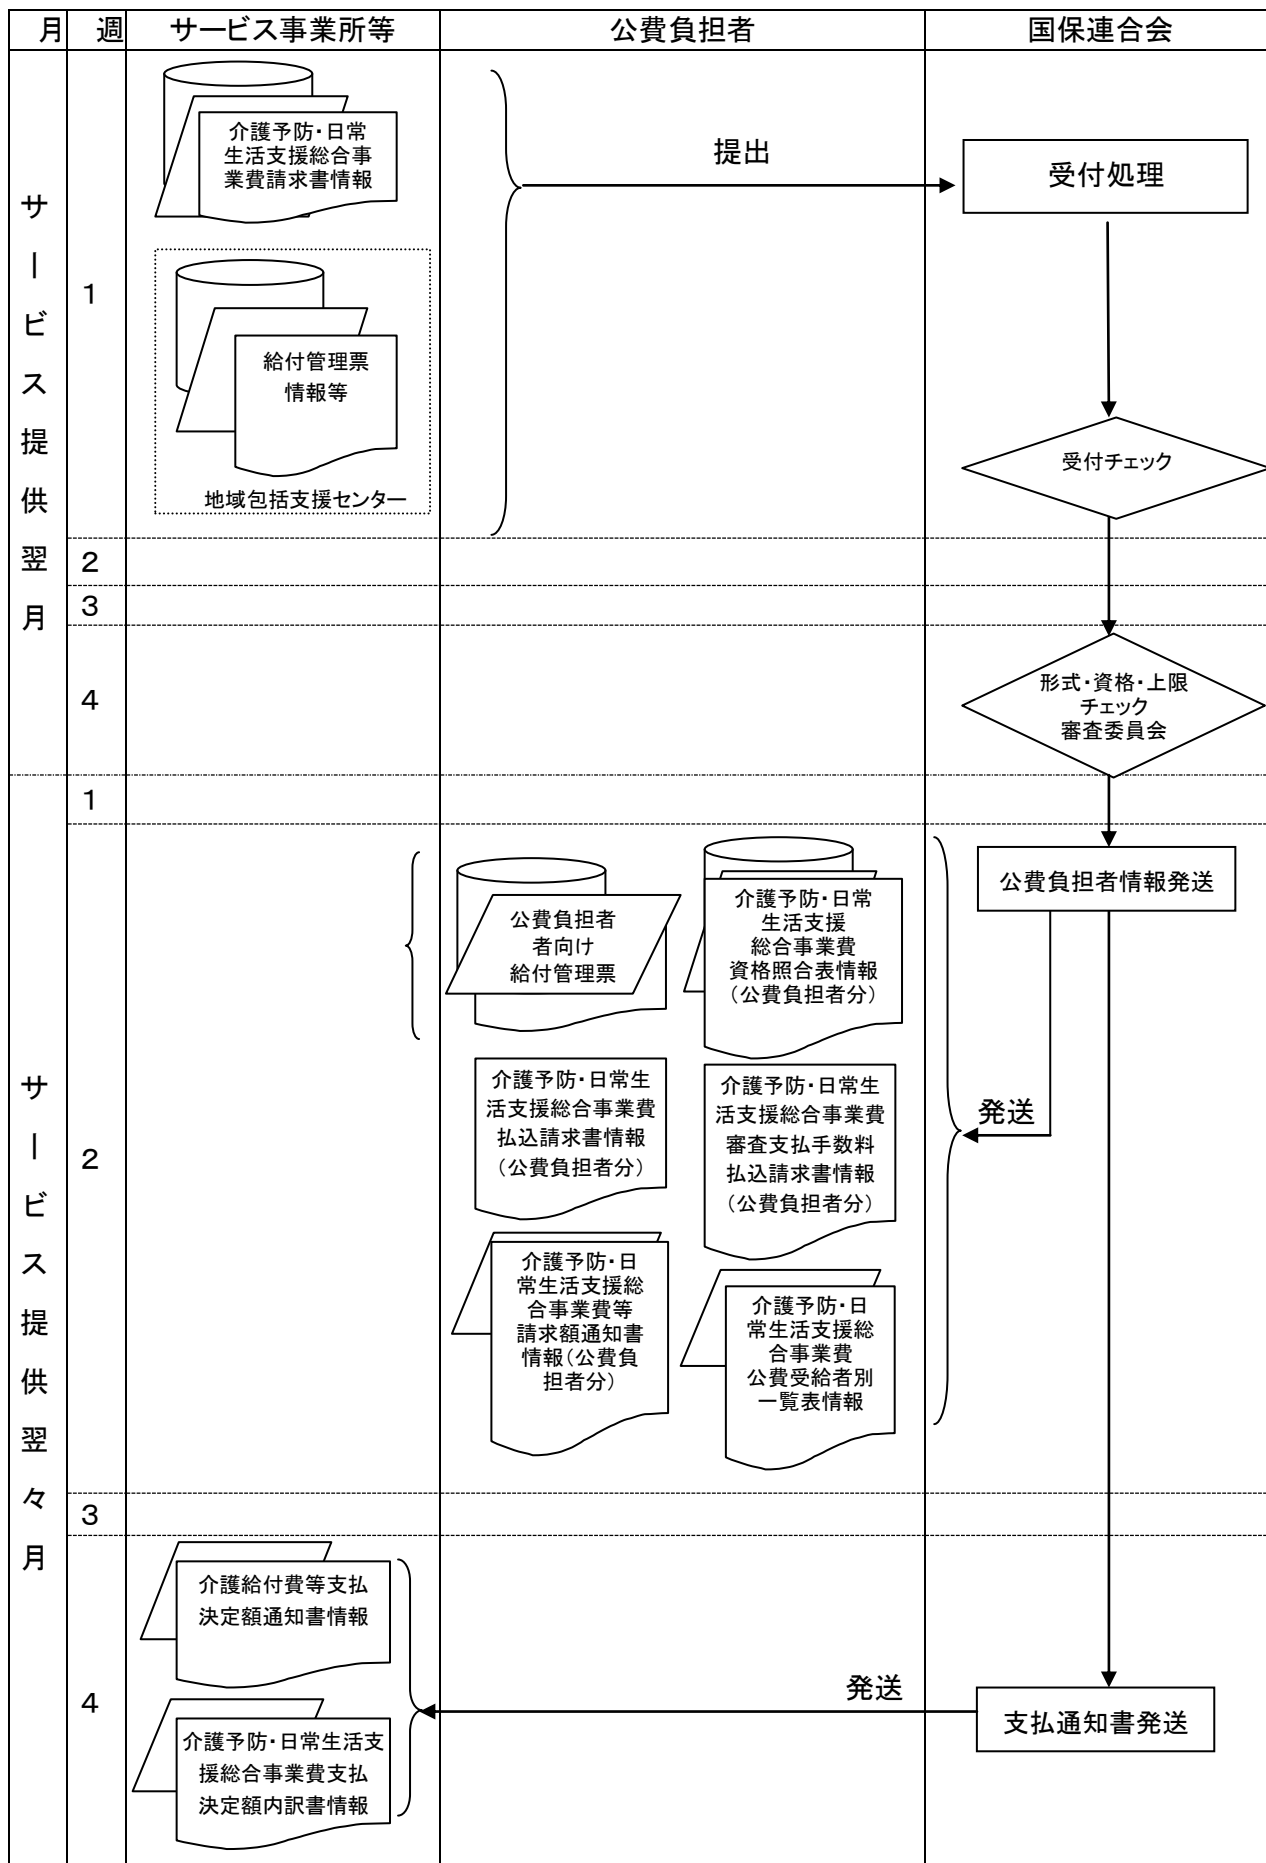 月 週 サービス事業所等 公費負担者 国保連合会
サービス提供翌月
1
介護予防・日常
生活支援総合事
業費請求書情報
提出
受付処理
給付管理票
情報等
地域包括支援センター
受付チェック
2
3
4
形式・資格・上限
チェック
審査委員会
サービス提供翌々月
1
2
公費負担者
者向け
給付管理票
介護予防・日常
生活支援
総合事業費
資格照合表情報
（公費負担者分）
公費負担者情報発送
介護予防・日常生
活支援総合事業費
払込請求書情報
（公費負担者分）
介護予防・日常生
活支援総合事業費
審査支払手数料
払込請求書情報
（公費負担者分）
発送
介護予防・日
常生活支援総
合事業費等
請求額通知書
情報（公費負
担者分）
介護予防・日
常生活支援総
合事業費
公費受給者別
一覧表情報
3
4
介護給付費等支払
決定額通知書情報
介護予防・日常生活支
援総合事業費支払
決定額内訳書情報
発送
支払通知書発送